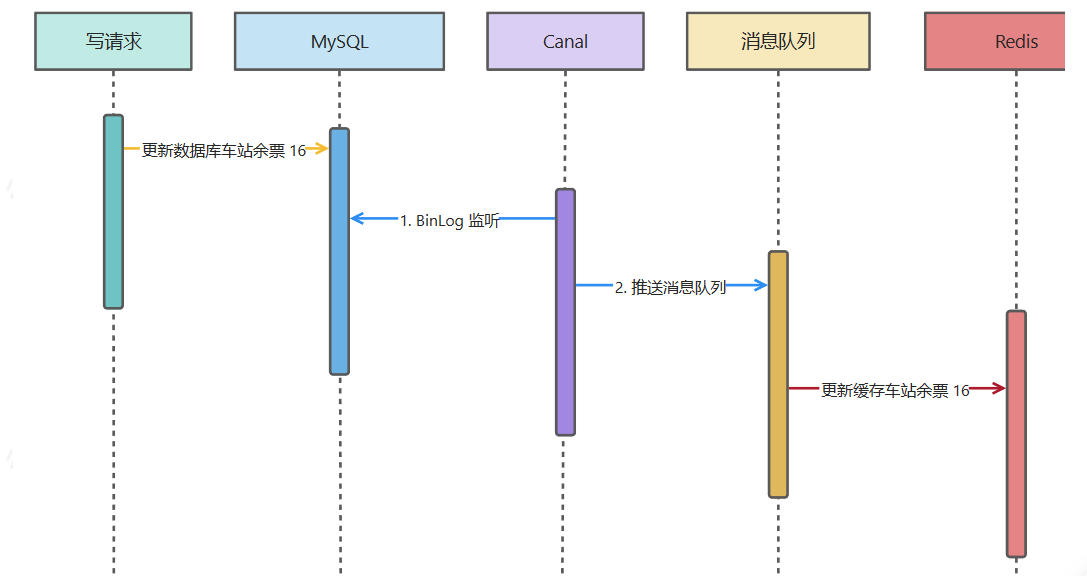 写请求
MySQL
Canal
消息队列
Redis
更新数据库车站余票 16
1. BinLog 监听
2. 推送消息队列
更新缓存车站余票 16